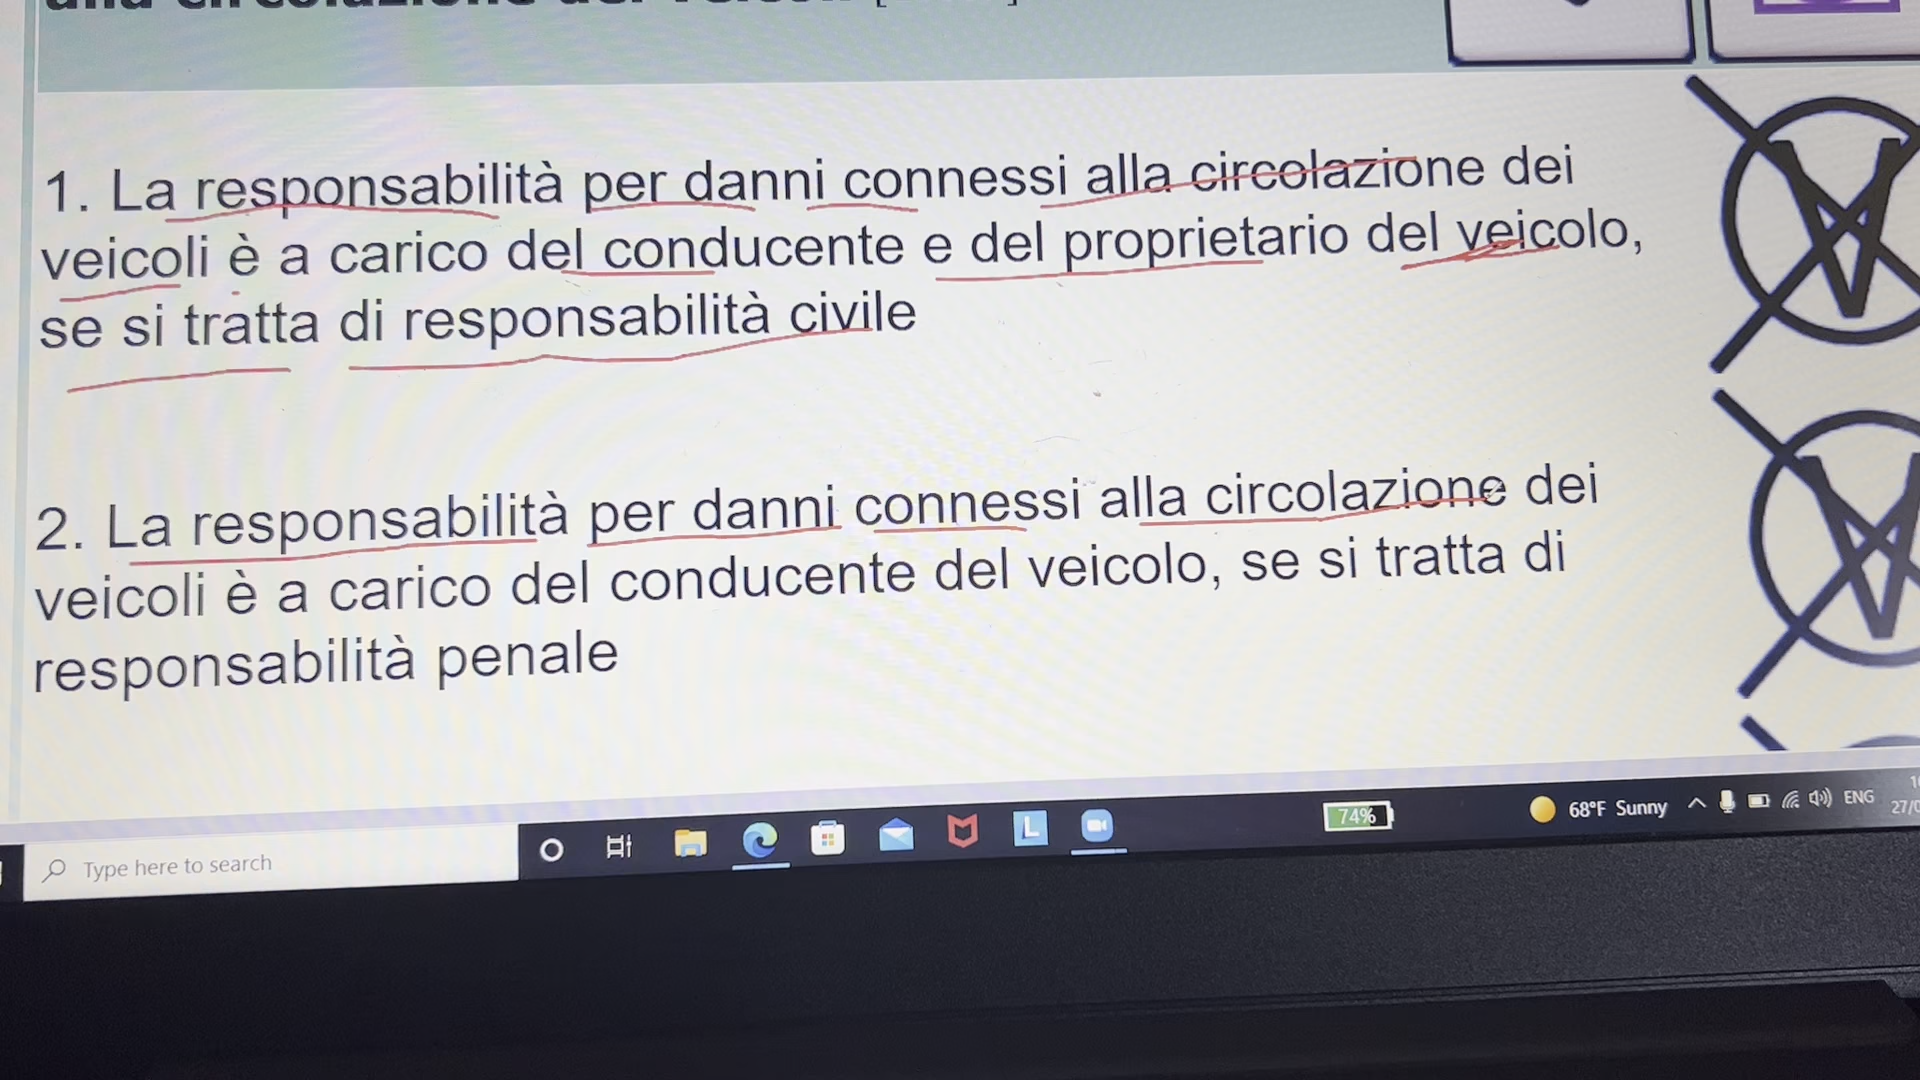 1. La responsabilità per danni connessi alla circolazione dei
veicoli è a carico del conducente e del proprietario del veicolo,
se si tratta di responsabilità civile
V
2. La responsabilità per danni connessi alla circolazione dei
veicoli è a carico del conducente del veicolo, se si tratta di
responsabilità penale
V
Type here to search
L
74%
68°F Sunny
ENG